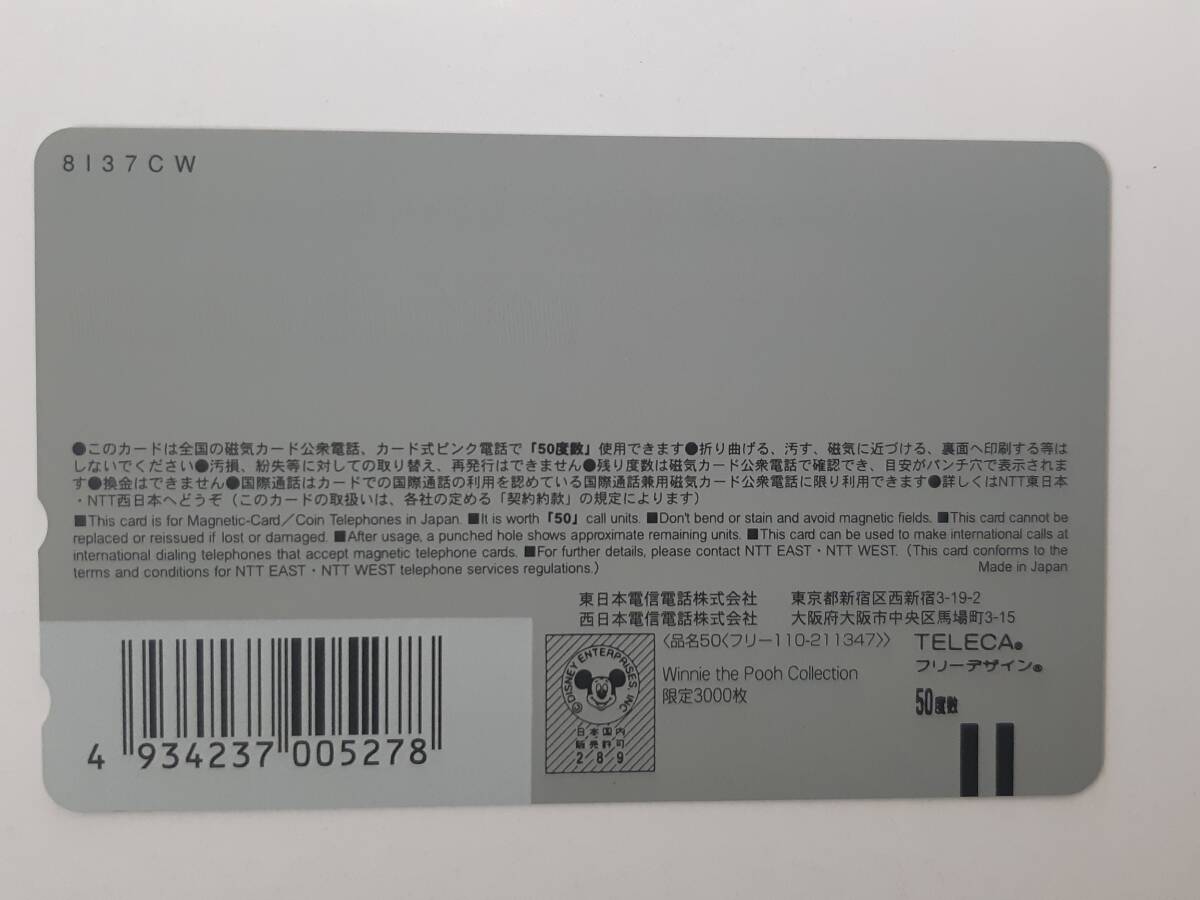 8I37CW
●このカードは全国の磁気カード公衆電話、カード式ピンク電話で「50度数」使用できます●折り曲げる、汚す、磁気に近づける、裏面へ印刷する等は
しないでください●汚損、紛失等に対しての取り替え、再発行はできません●残り度数は磁気カード公衆電話で確認でき、目安がパンチ穴で表示されま
す●換金はできません●国際通話はカードでの国際通話の利用を認めている国際通話兼用磁気カード公衆電話に限り利用できます●詳しくはNTT東日本
・NTT西日本へどうぞ（このカードの取扱いは、各社の定める「契約約款」の規定によります）
■This card is for Magnetic-Card／Coin Telephones in Japan. ■It is worth「50」call units. ■Don't bend or stain and avoid magnetic fields. ■This card cannot be
replaced or reissued if lost or damaged. ■After usage, a punched hole shows approximate remaining units. ■This card can be used to make international calls at
international dialing telephones that accept magnetic telephone cards. ■For further details, please contact NTT EAST・NTT WEST.（This card conforms to the
terms and conditions for NTT EAST・NTT WEST telephone services regulations.） Made in Japan
東日本電信電話株式会社 東京都新宿区西新宿3-19-2
西日本電信電話株式会社 大阪府大阪市中央区馬場町3-15
〈品名50〈フリー110-211347〉〉
TELECA®
フリーデザイン®
Winnie the Pooh Collection
限定3000枚
50度数
©DISNEY ENTERPRISES, INC
日本国内
販売許可
289
4 934237 005278